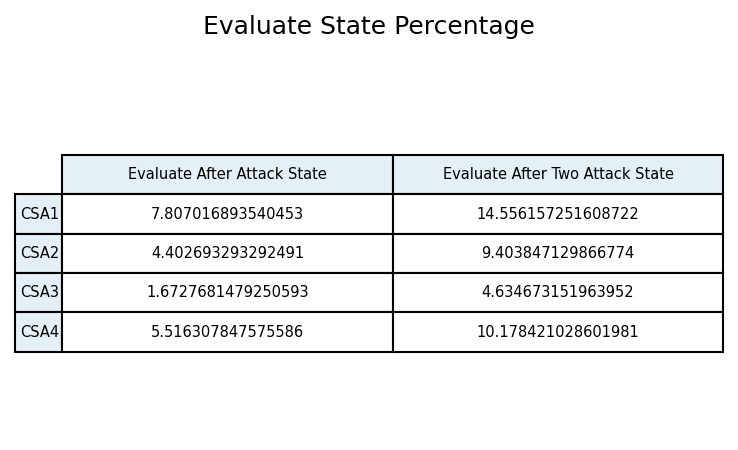 Evaluate State Percentage
Evaluate After Attack State Evaluate After Two Attack State
CSA1 7.807016893540453 14.556157251608722
CSA2 4.402693293292491 9.403847129866774
CSA3 1.6727681479250593 4.634673151963952
CSA4 5.516307847575586 10.178421028601981